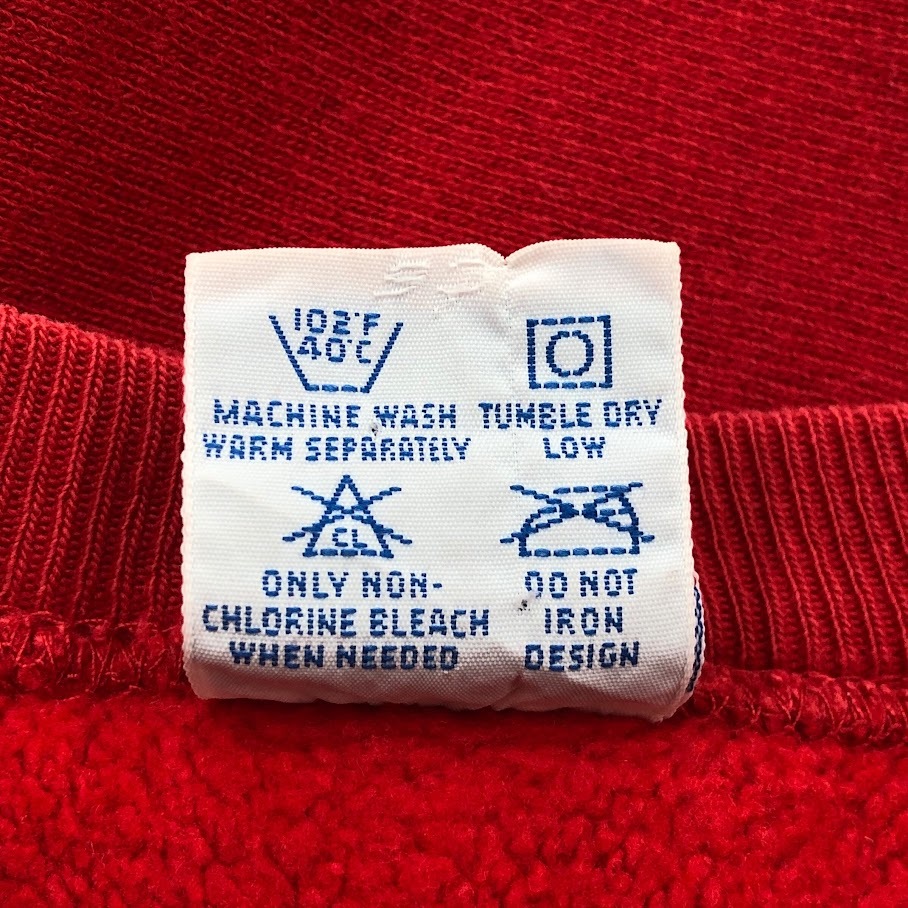 102°F
40°C
MACHINE WASH
WARM SEPARATELY
TUMBLE DRY
LOW
CL
ONLY NON-
CHLORINE BLEACH
WHEN NEEDED
DO NOT
IRON
DESIGN